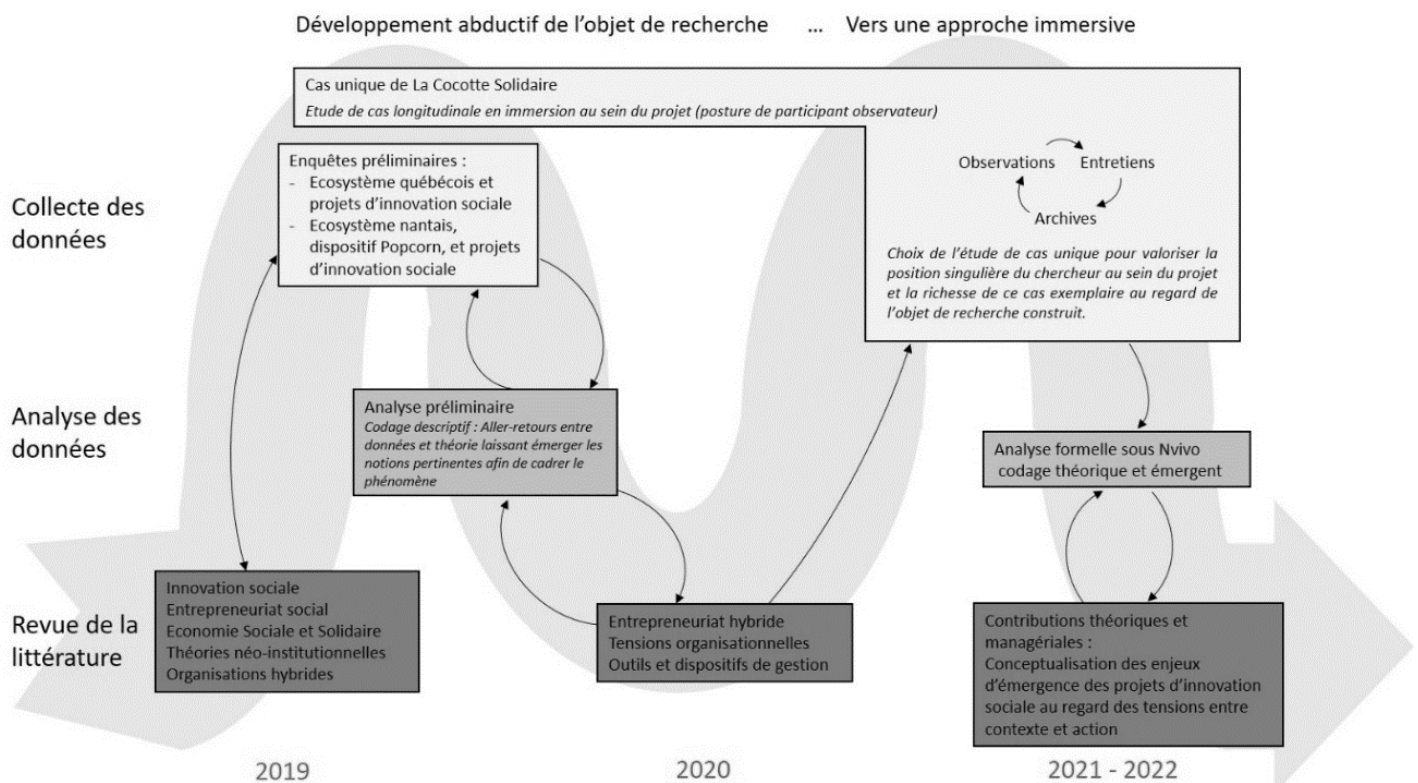 Développement abductif de l'objet de recherche ... Vers une approche immersive
Cas unique de La Cocotte Solidaire
Etude de cas longitudinale en immersion au sein du projet (posture de participant observateur)
Collecte des
données
Enquêtes préliminaires :
- Ecosystème québécois et
projets d'innovation sociale
- Ecosystème nantais,
dispositif Popcorn, et projets
d'innovation sociale
Observations Entretiens
Archives
Choix de l'étude de cas unique pour valoriser la
position singulière du chercheur au sein du projet
et la richesse de ce cas exemplaire au regard de
l'objet de recherche construit.
Analyse des
données
Analyse préliminaire
Codage descriptif : Aller-retours entre
données et théorie laissant émerger les
notions pertinentes afin de cadrer le
phénomène
Analyse formelle sous Nvivo
codage théorique et émergent
Revue de la
littérature
Innovation sociale
Entrepreneuriat social
Economie Sociale et Solidaire
Théories néo-institutionnelles
Organisations hybrides
Entrepreneuriat hybride
Tensions organisationnelles
Outils et dispositifs de gestion
Contributions théoriques et
managériales :
Conceptualisation des enjeux
d'émergence des projets d'innovation
sociale au regard des tensions entre
contexte et action
2019
2020
2021 - 2022